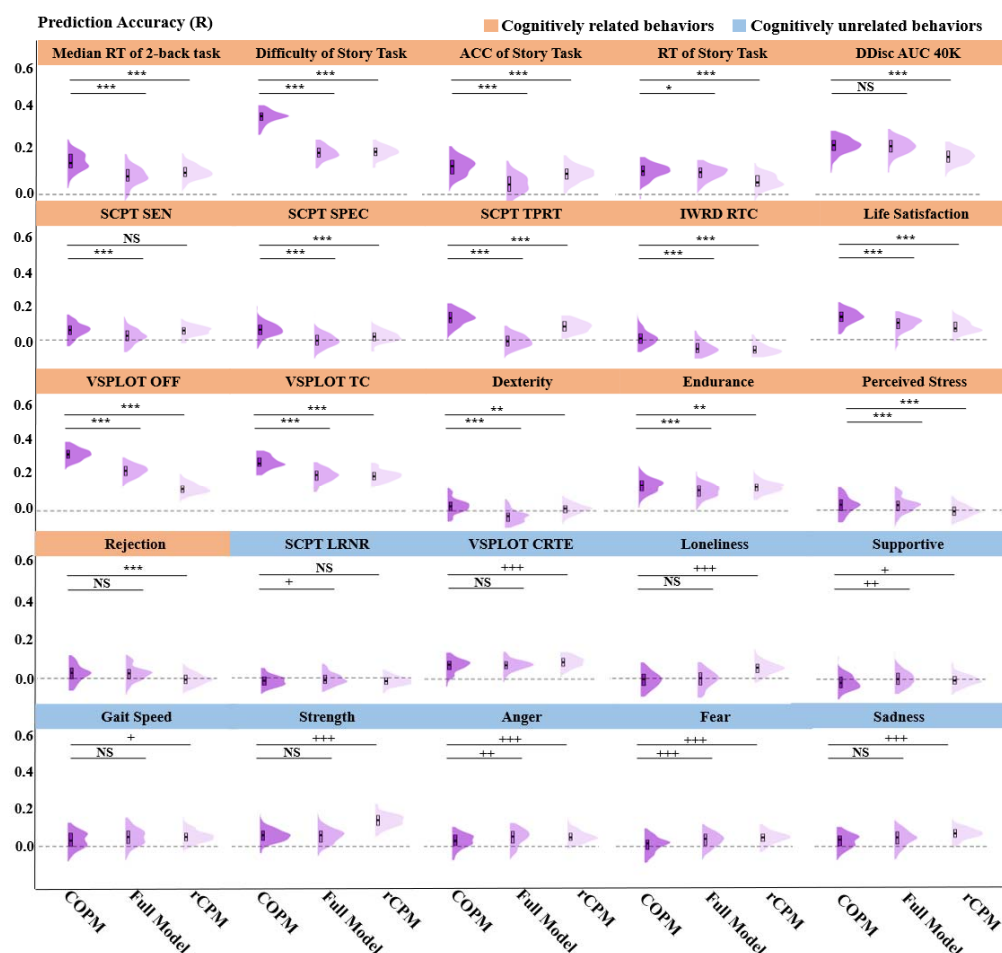 Prediction Accuracy (R)
Cognitively related behaviors Cognitively unrelated behaviors
Median RT of 2-back task Difficulty of Story Task ACC of Story Task RT of Story Task DDisc AUC 40K
0.6
*** *** *** *** ***
*** *** *** * NS
0.4
0.2
0.0
SCPT SEN SCPT SPEC SCPT TPRT IWRD RTC Life Satisfaction
0.6
NS *** *** *** ***
*** *** *** *** ***
0.4
0.2
0.0
VSPLOT OFF VSPLOT TC Dexterity Endurance Perceived Stress
0.6
*** *** ** ** ***
*** *** *** *** ***
0.4
0.2
0.0
Rejection SCPT LRNR VSPLOT CRTE Loneliness Supportive
0.6
*** NS +++ +++ +
NS + NS NS ++
0.4
0.2
0.0
Gait Speed Strength Anger Fear Sadness
0.6
+ +++ +++ +++ +++
NS NS ++ +++ NS
0.4
0.2
0.0
COPM Full Model rCPM COPM Full Model rCPM COPM Full Model rCPM COPM Full Model rCPM COPM Full Model rCPM